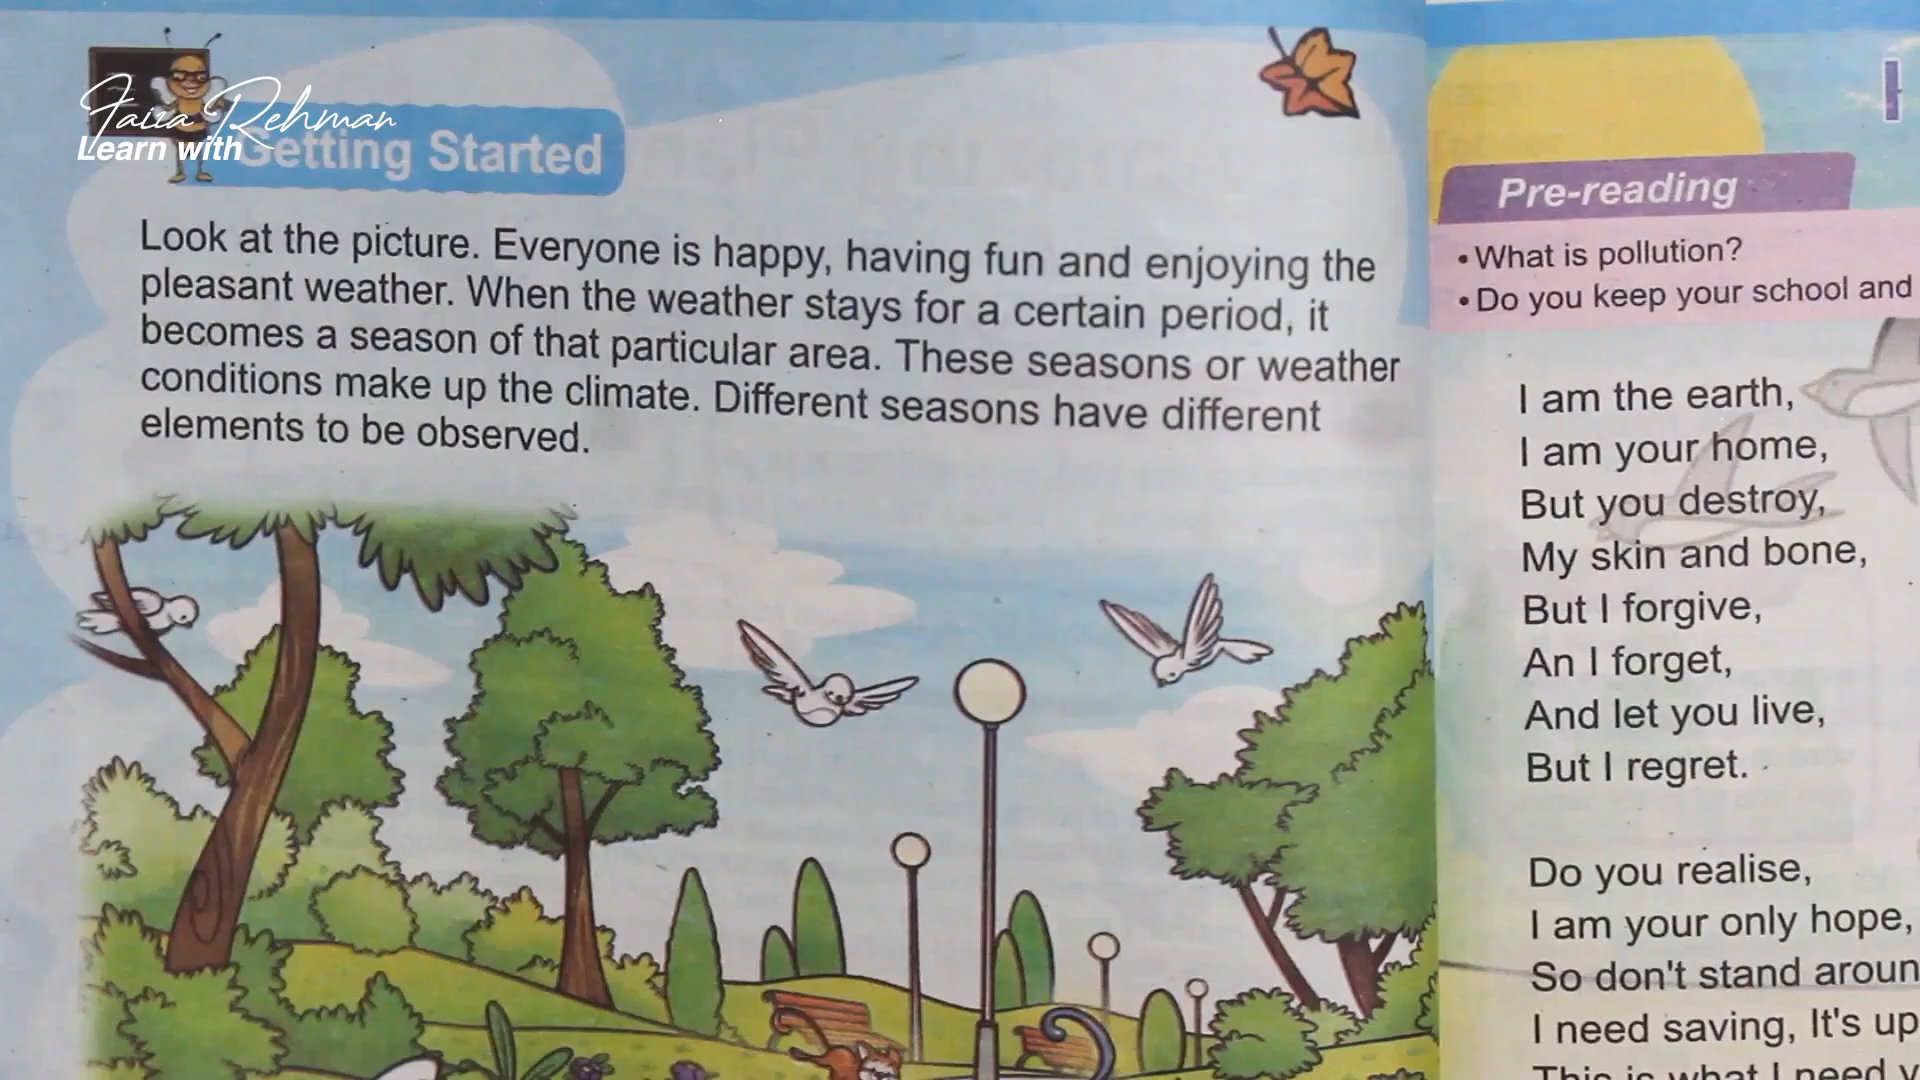 Faiza Rehman
Learn with
Getting Started
Look at the picture. Everyone is happy, having fun and enjoying the
pleasant weather. When the weather stays for a certain period, it
becomes a season of that particular area. These seasons or weather
conditions make up the climate. Different seasons have different
elements to be observed.
Pre-reading
• What is pollution?
• Do you keep your school and
I am the earth,
I am your home,
But you destroy,
My skin and bone,
But I forgive,
An I forget,
And let you live,
But I regret.
Do you realise,
I am your only hope,
So don't stand aroun
I need saving, It's up
This is what I need